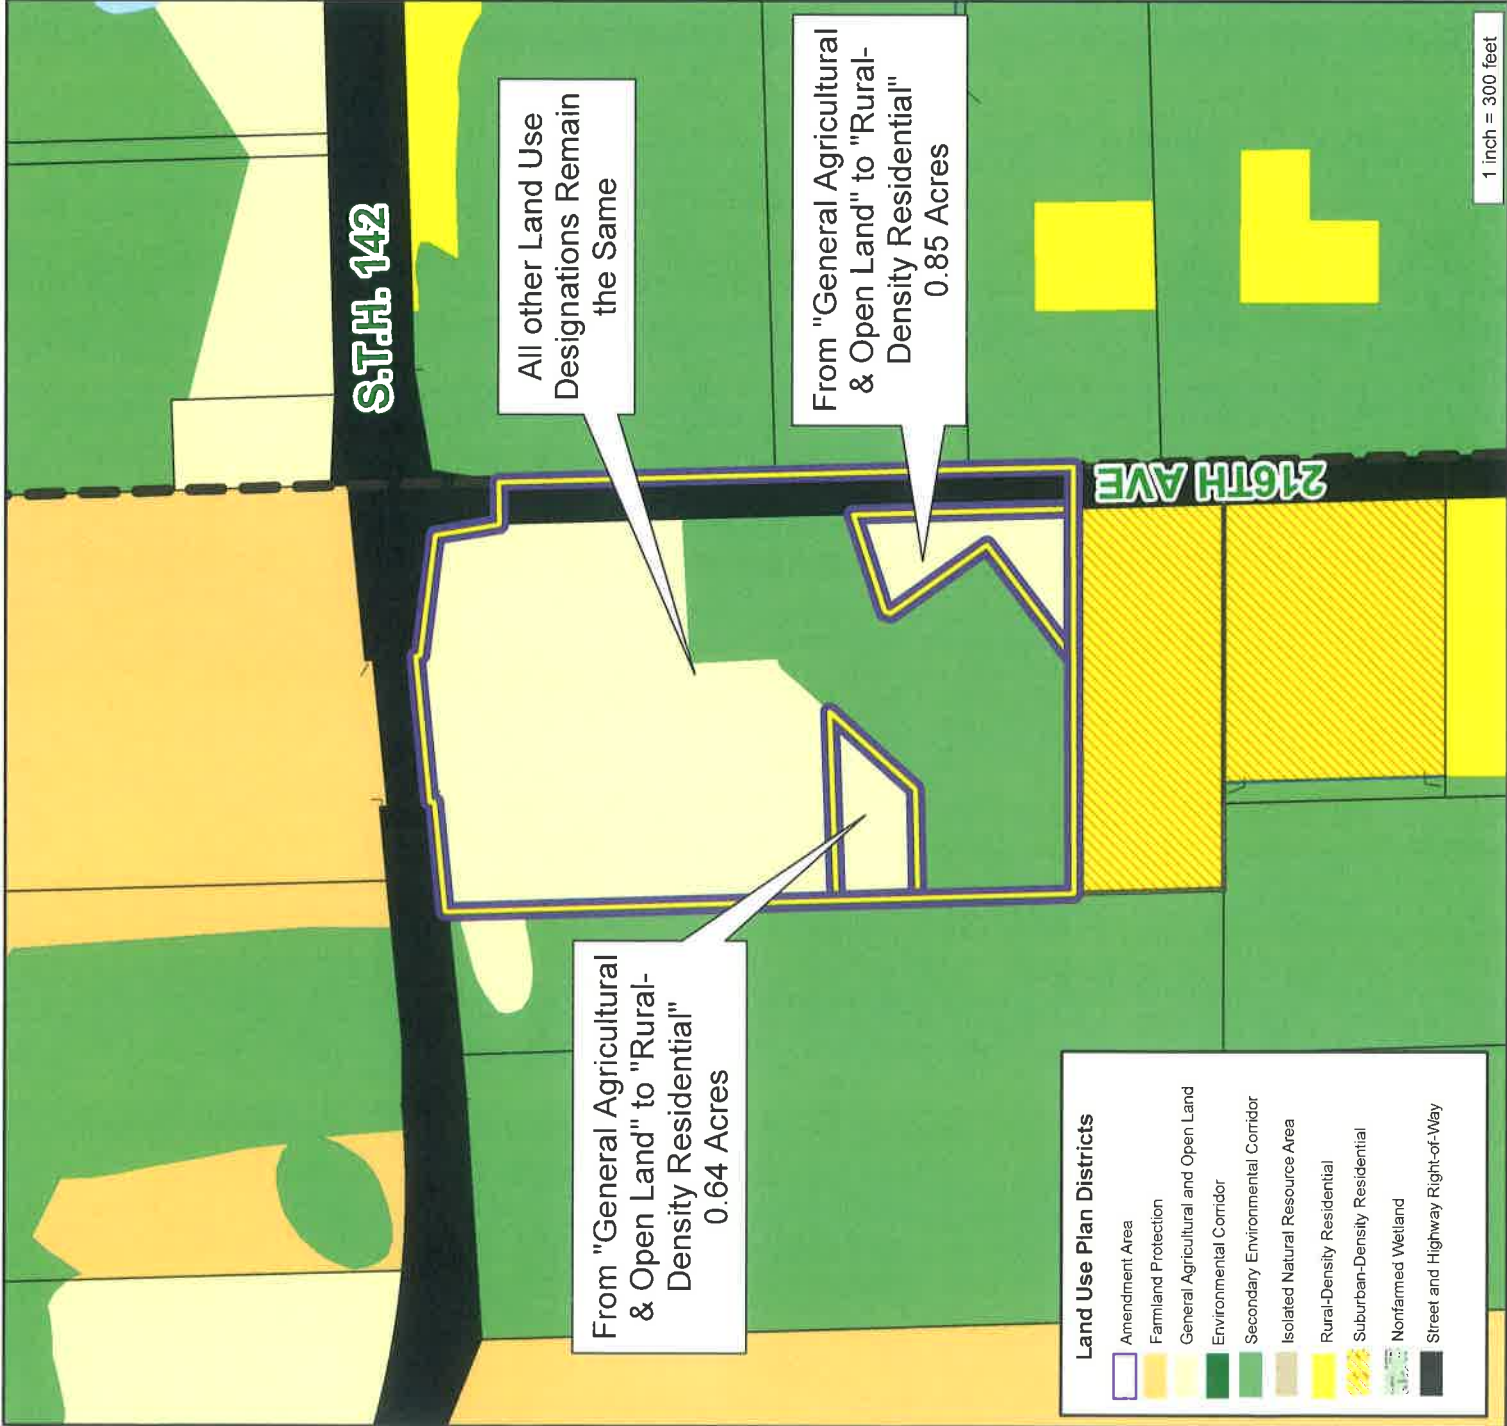 S.T.H. 142
All other Land Use
Designations Remain
the Same
From "General Agricultural
& Open Land" to "Rural-
Density Residential"
0.85 Acres
216TH AVE
From "General Agricultural
& Open Land" to "Rural-
Density Residential"
0.64 Acres
Land Use Plan Districts
Amendment Area
Farmland Protection
General Agricultural and Open Land
Environmental Corridor
Secondary Environmental Corridor
Isolated Natural Resource Area
Rural-Density Residential
Suburban-Density Residential
Nonfarmed Wetland
Street and Highway Right-of-Way
1 inch = 300 feet